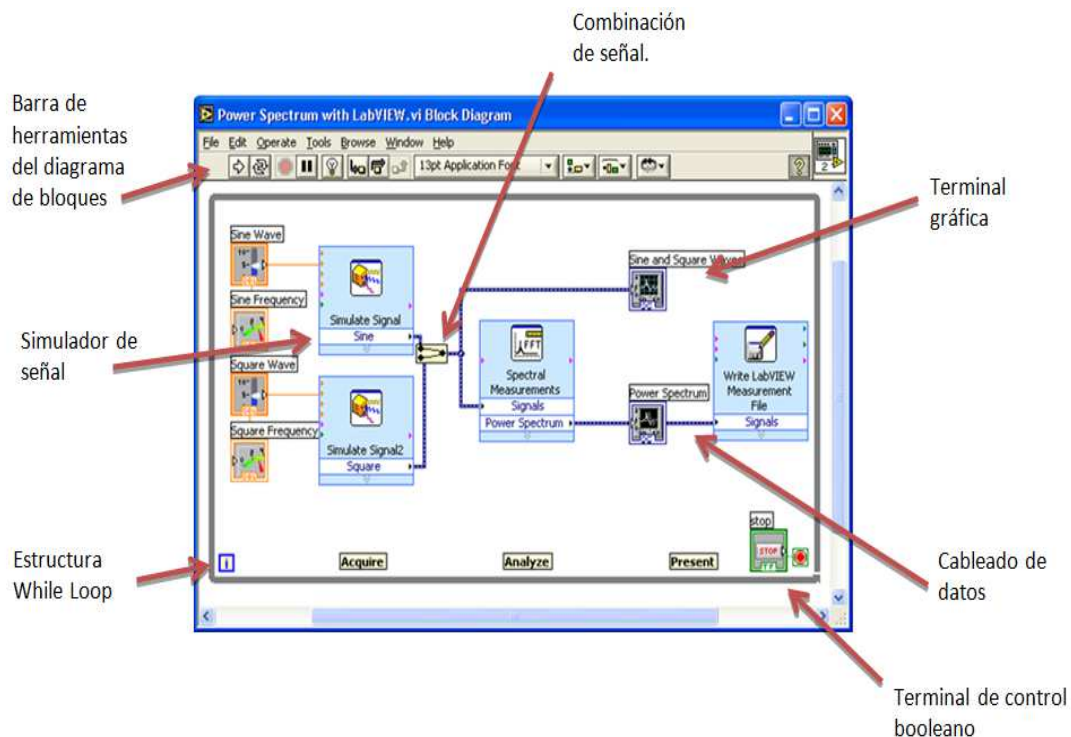 Combinación
de señal.
Barra de
herramientas
del diagrama
de bloques
Power Spectrum with LabVIEW.vi Block Diagram
File Edit Operate Tools Browse Window Help
13pt Application Font
2
Terminal
gráfica
Sine Wave
Sine Frequency
Simulate Signal
Sine
Simulador de
señal
Square Wave
Square Frequency
Simulate Signal2
Square
Sine and Square Waves
FFT
Spectral
Measurements
Signals
Power Spectrum
Power Spectrum
Write LabVIEW
Measurement
File
Signals
stop
STOP
TF
Estructura
While Loop
i
Acquire
Analyze
Present
Cableado de
datos
Terminal de control
booleano